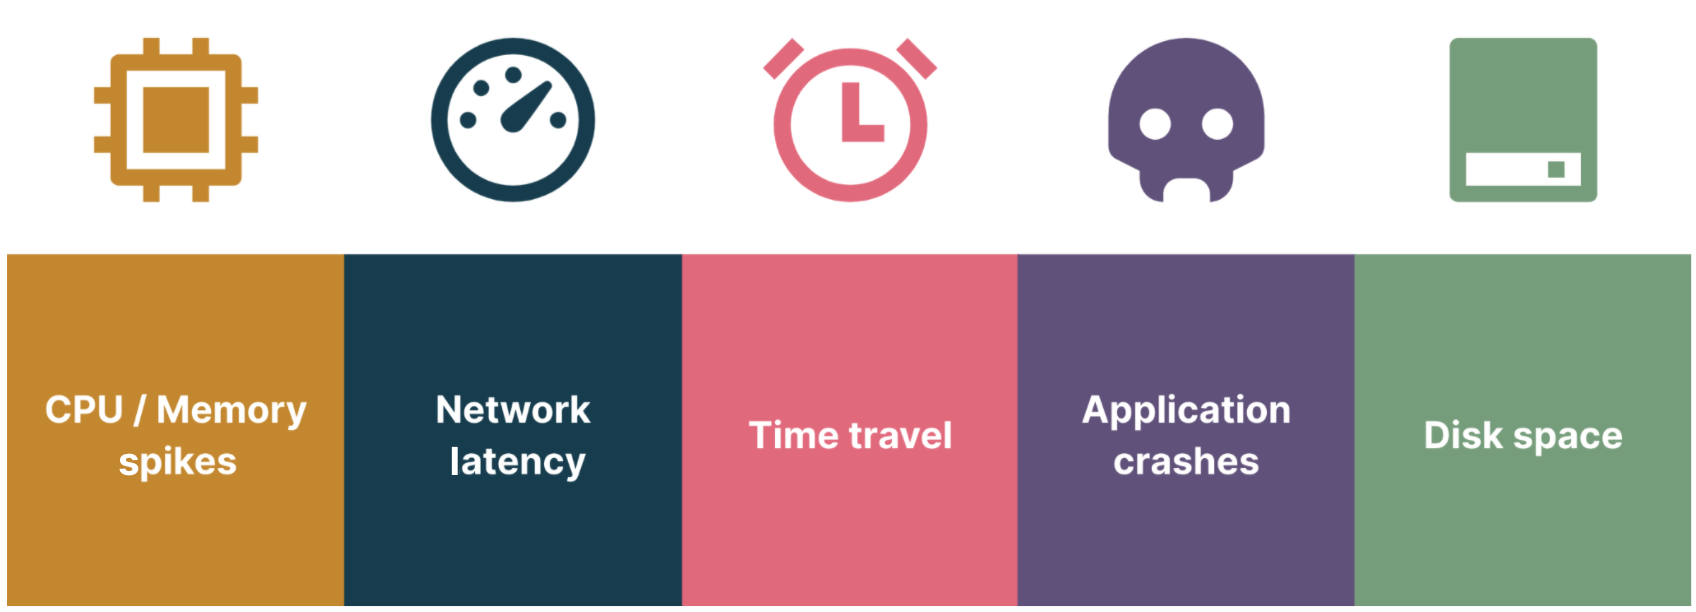 CPU / Memory
spikes
Network
latency
Time travel
Application
crashes
Disk space